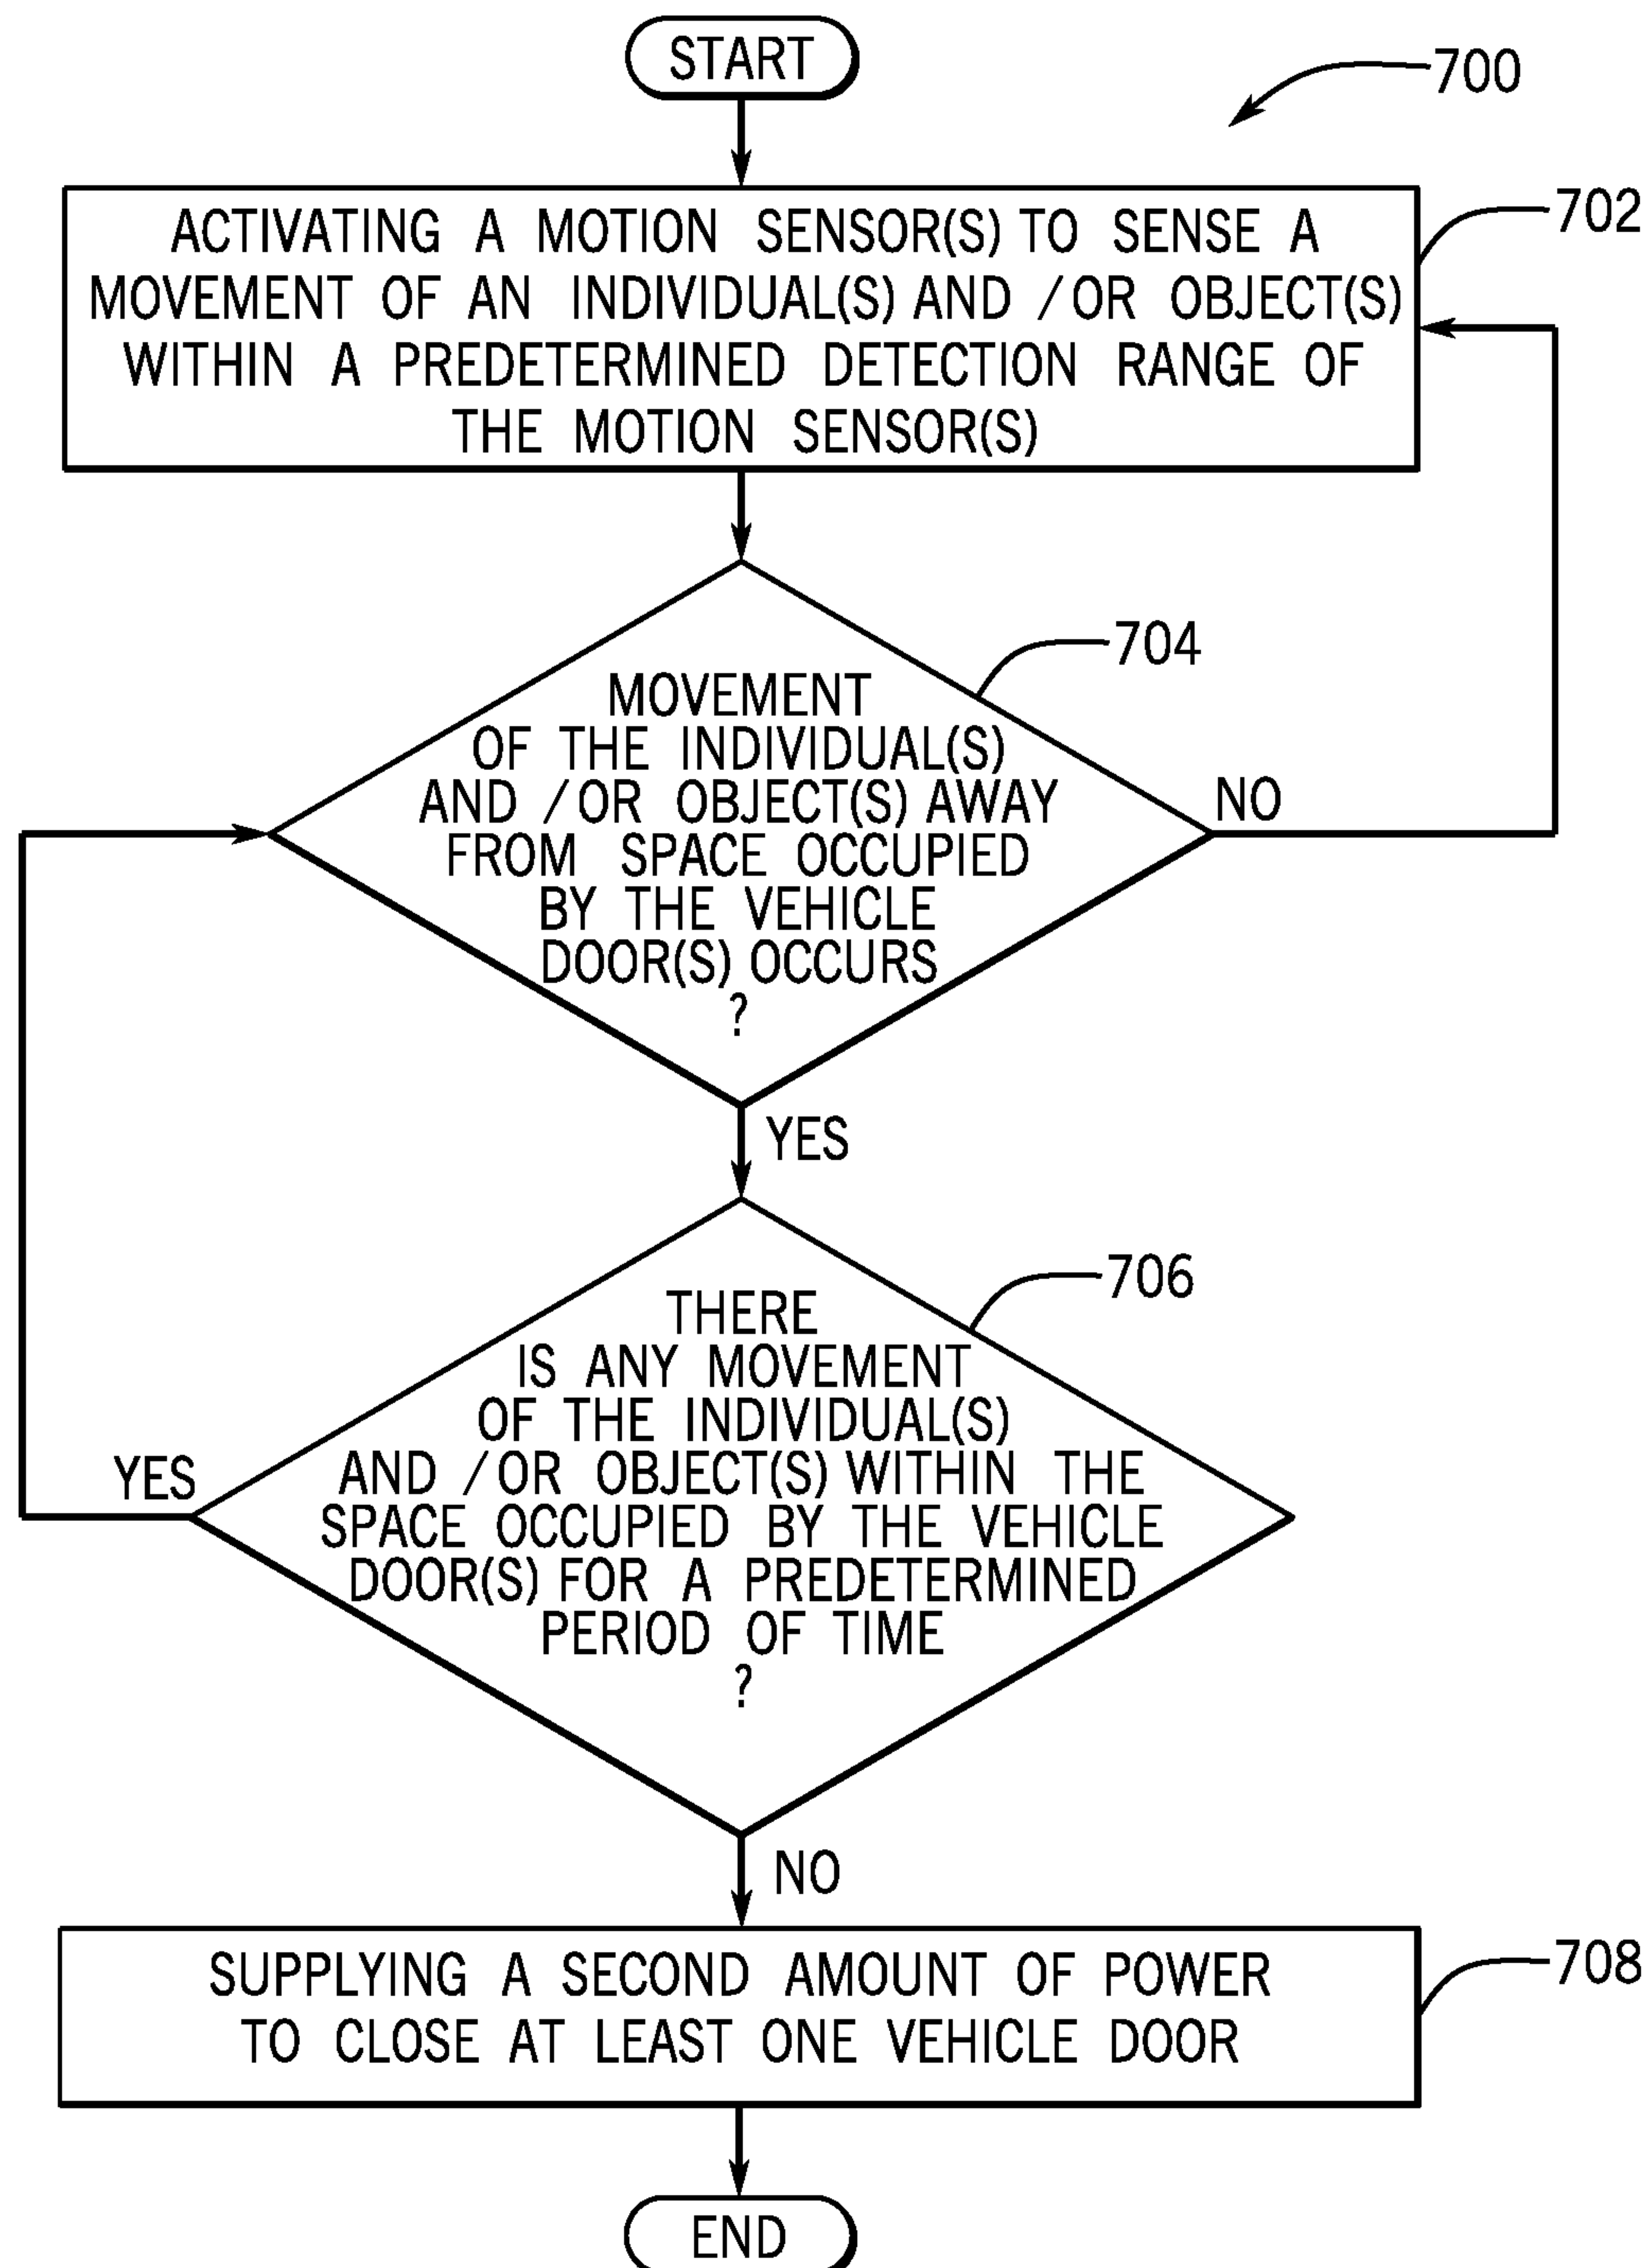 START
700
702
ACTIVATING A MOTION SENSOR(S) TO SENSE A
MOVEMENT OF AN INDIVIDUAL(S) AND /OR OBJECT(S)
WITHIN A PREDETERMINED DETECTION RANGE OF
THE MOTION SENSOR(S)
704
MOVEMENT
OF THE INDIVIDUAL(S)
AND /OR OBJECT(S) AWAY
FROM SPACE OCCUPIED
BY THE VEHICLE
DOOR(S) OCCURS
?
NO
YES
706
THERE
IS ANY MOVEMENT
OF THE INDIVIDUAL(S)
AND /OR OBJECT(S) WITHIN THE
SPACE OCCUPIED BY THE VEHICLE
DOOR(S) FOR A PREDETERMINED
PERIOD OF TIME
?
YES
NO
708
SUPPLYING A SECOND AMOUNT OF POWER
TO CLOSE AT LEAST ONE VEHICLE DOOR
END